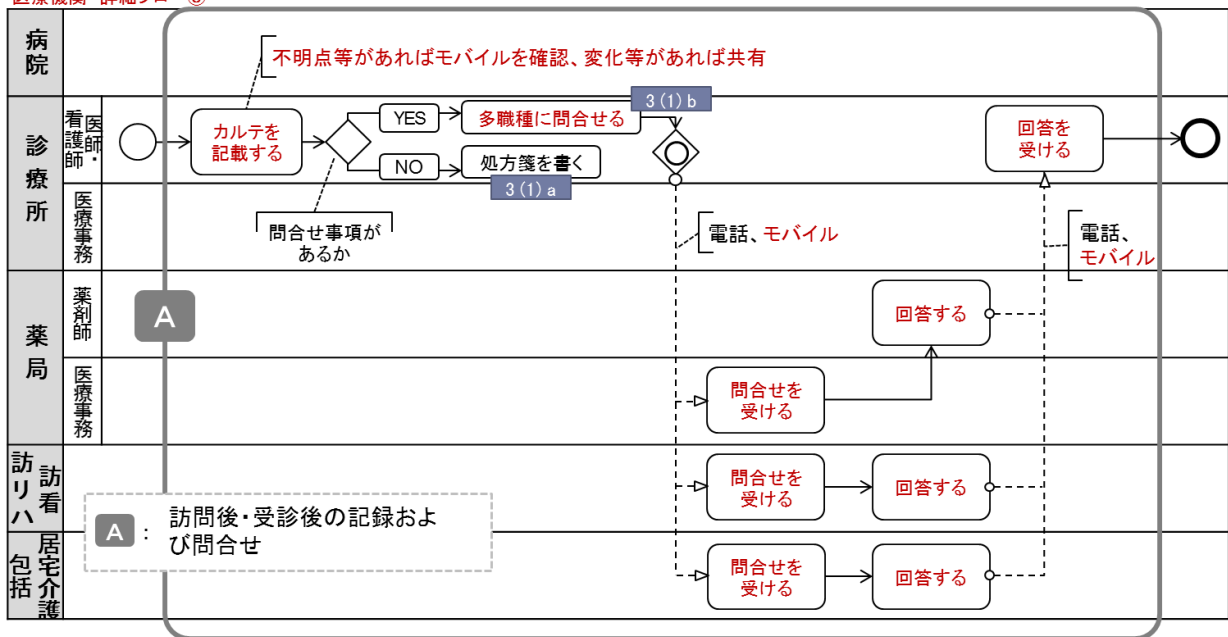 病院
不明点等があればモバイルを確認、変化等があれば共有
診療所
医師・看護師
カルテを
記載する
YES
NO
多職種に問合せる
3(1)b
処方箋を書く
3(1)a
回答を
受ける
医療事務
問合せ事項が
あるか
電話、モバイル
電話、
モバイル
薬局
薬剤師
A
回答する
医療事務
問合せを
受ける
訪看
訪リハ
問合せを
受ける
回答する
A : 訪問後・受診後の記録およ
び問合せ
居宅介護
包括
問合せを
受ける
回答する